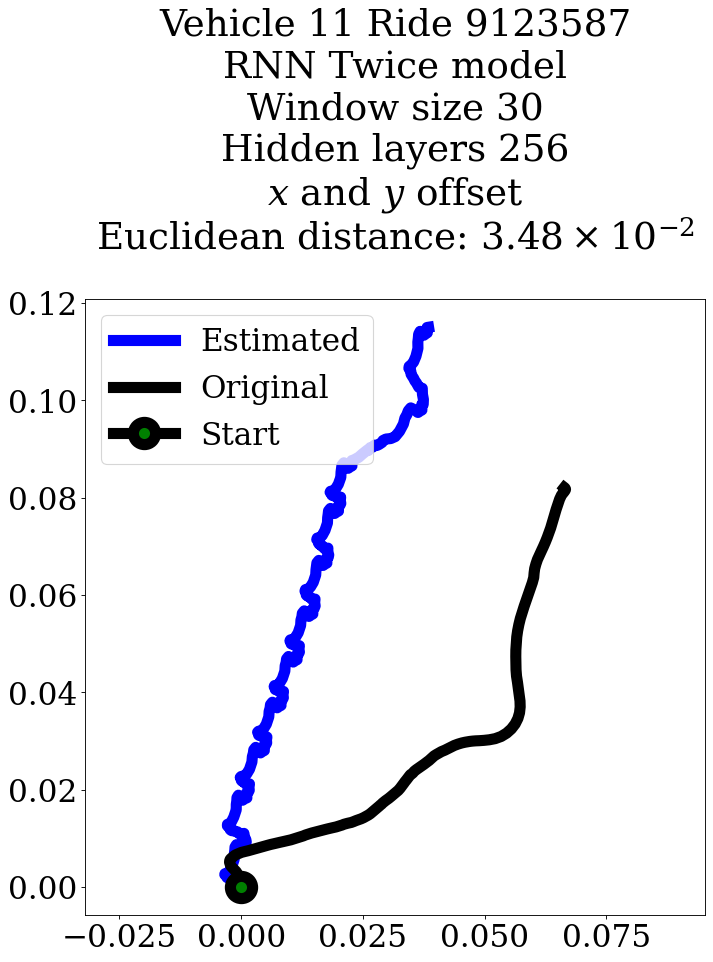 Vehicle 11 Ride 9123587
RNN Twice model
Window size 30
Hidden layers 256
x and y offset
Euclidean distance: 3.48 × 10⁻²
0.12
Estimated
0.10
Original
Start
0.08
0.06
0.04
0.02
0.00
−0.025 0.000 0.025 0.050 0.075